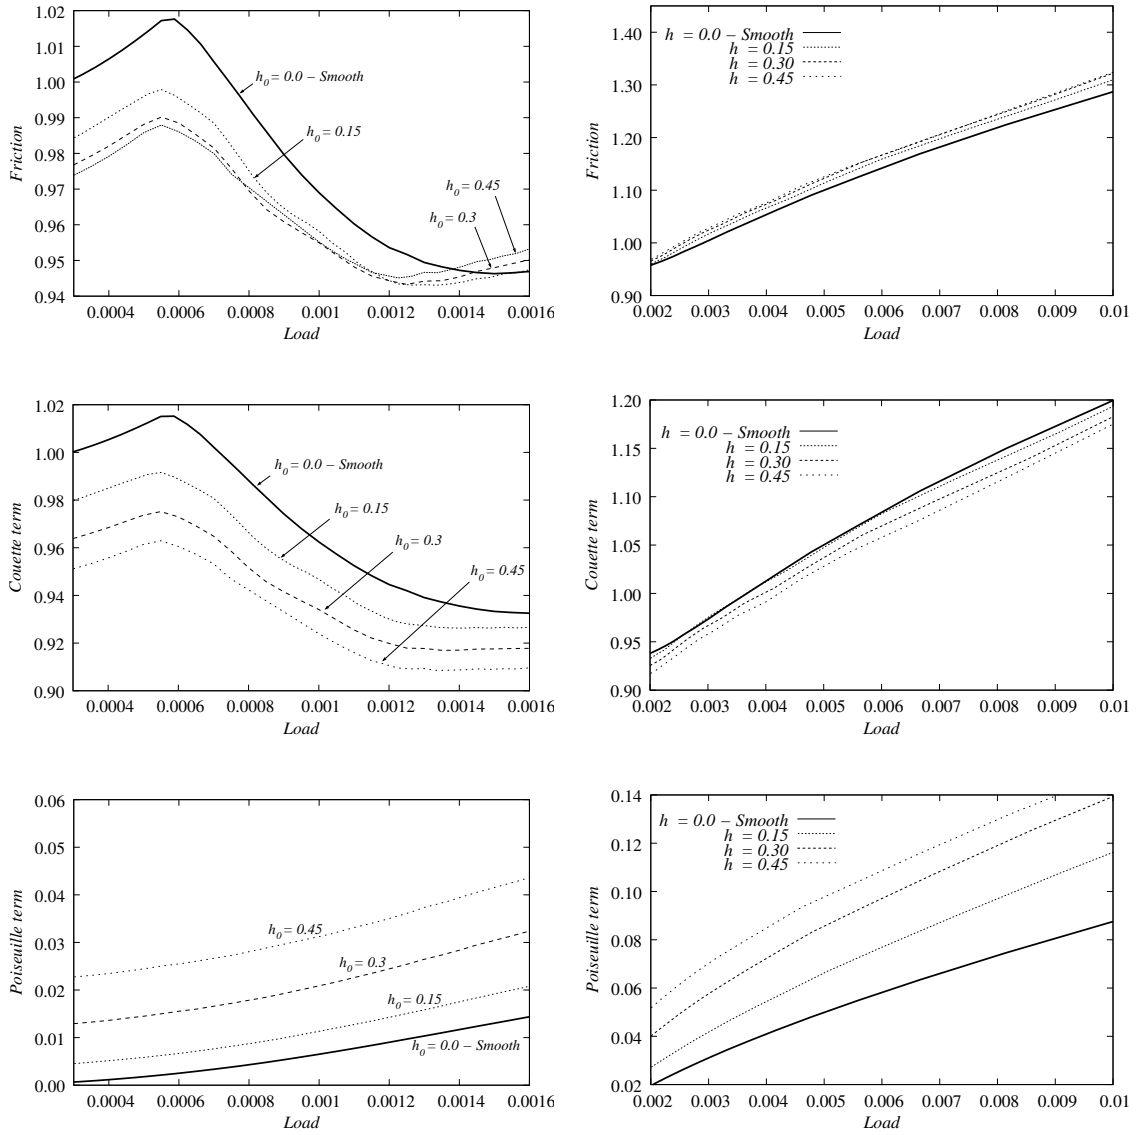 1.02
1.01
1.00
0.99
0.98
0.97
0.96
0.95
0.94
Friction
h0 = 0.0 – Smooth
h0 = 0.15
h0 = 0.45
h0 = 0.3
0.0004 0.0006 0.0008 0.001 0.0012 0.0014 0.0016
Load
1.40
1.30
1.20
1.10
1.00
0.90
Friction
h = 0.0 – Smooth
h = 0.15
h = 0.30
h = 0.45
0.002 0.003 0.004 0.005 0.006 0.007 0.008 0.009 0.01
Load
1.02
1.00
0.98
0.96
0.94
0.92
0.90
Couette term
h0 = 0.0 – Smooth
h0 = 0.15
h0 = 0.3
h0 = 0.45
0.0004 0.0006 0.0008 0.001 0.0012 0.0014 0.0016
Load
1.20
1.15
1.10
1.05
1.00
0.95
0.90
Couette term
h = 0.0 – Smooth
h = 0.15
h = 0.30
h = 0.45
0.002 0.003 0.004 0.005 0.006 0.007 0.008 0.009 0.01
Load
0.06
0.05
0.04
0.03
0.02
0.01
0.00
Poiseuille term
h0 = 0.45
h0 = 0.3
h0 = 0.15
h0 = 0.0 – Smooth
0.0004 0.0006 0.0008 0.001 0.0012 0.0014 0.0016
Load
0.14
0.12
0.10
0.08
0.06
0.04
0.02
Poiseuille term
h = 0.0 – Smooth
h = 0.15
h = 0.30
h = 0.45
0.002 0.003 0.004 0.005 0.006 0.007 0.008 0.009 0.01
Load